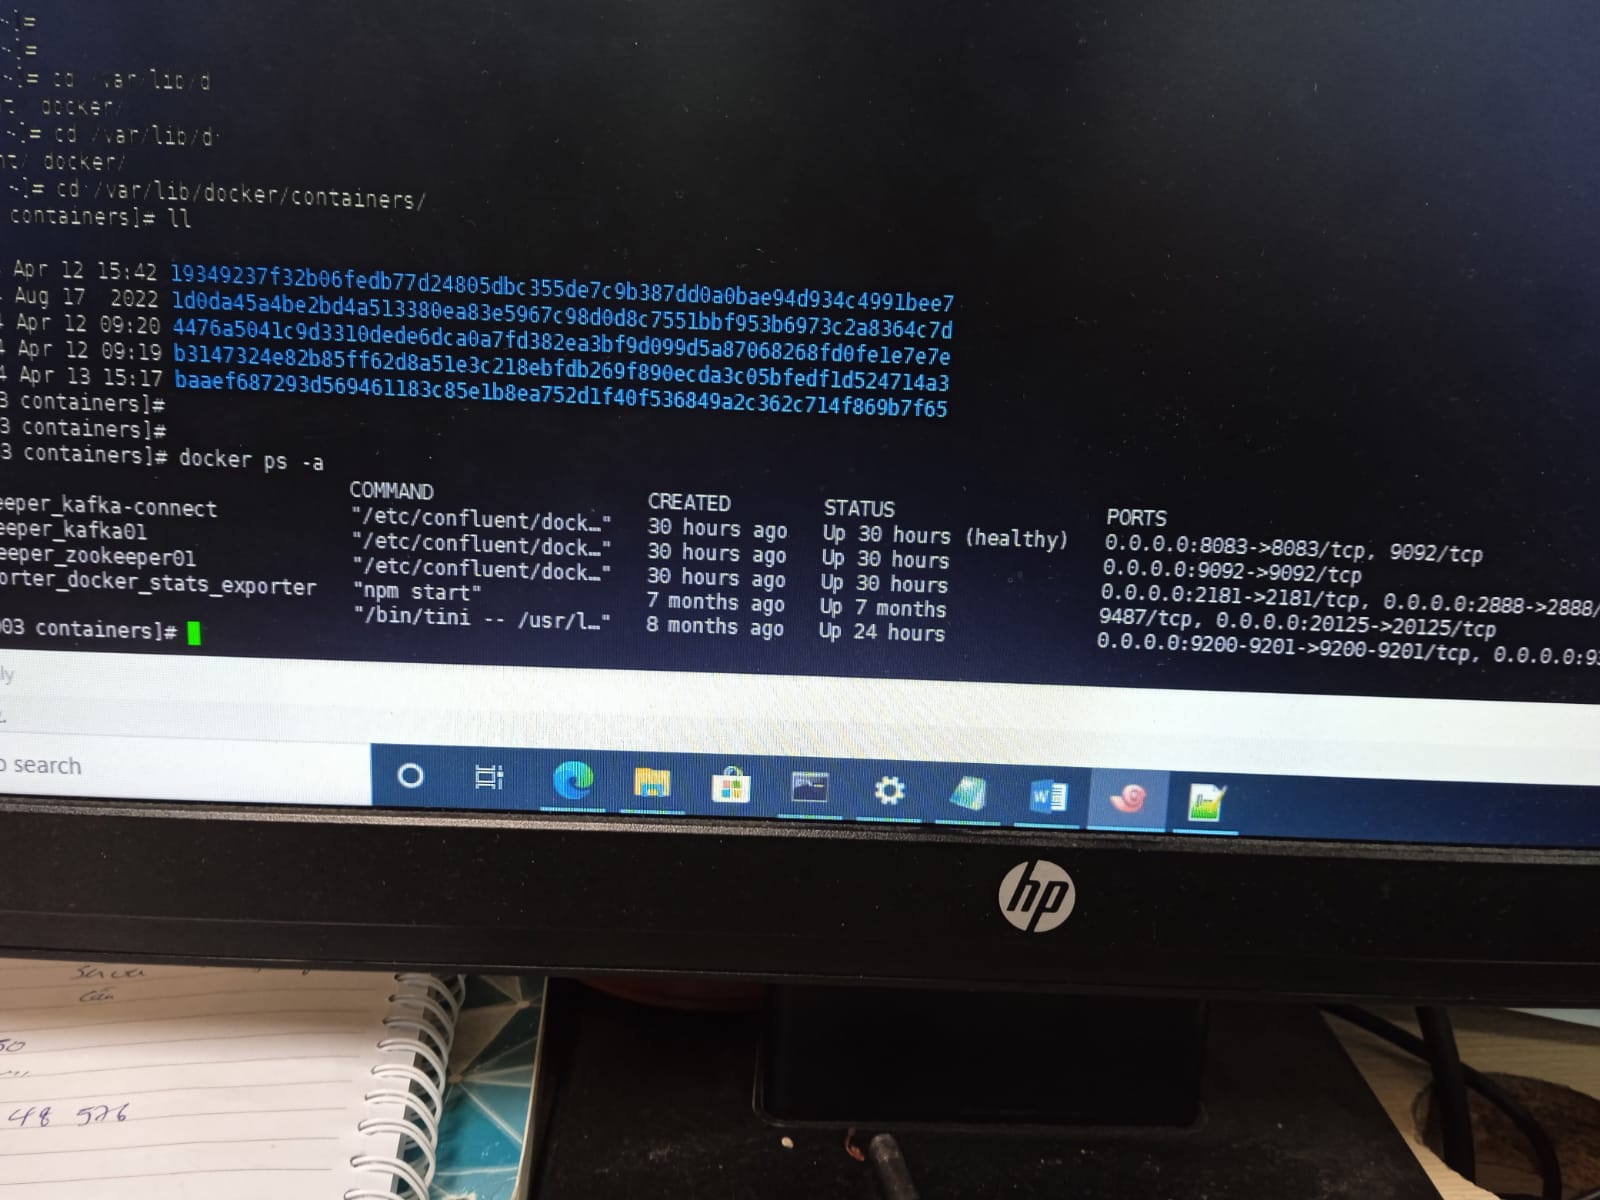 ~]=
~]=
~]= cd /var/lib/d
docker/
~]= cd /var/lib/d
nt/ docker/
~]= cd /var/lib/docker/containers/
containers]# ll
Apr 12 15:42 19349237f32b06fedb77d24805dbc355de7c9b387dd0a0bae94d934c4991bee7
Aug 17 2022 1d0da45a4be2bd4a513380ea83e5967c98d0d8c7551bbf953b6973c2a8364c7d
4 Apr 12 09:20 4476a5041c9d3310dede6dca0a7fd382ea3bf9d099d5a87068268fd0fe1e7e7e
4 Apr 12 09:19 b3147324e82b85ff62d8a51e3c218ebfdb269f890ecda3c05bfedf1d524714a3
4 Apr 13 15:17 baaef687293d569461183c85e1b8ea752d1f40f536849a2c362c714f869b7f65
3 containers]#
3 containers]#
3 containers]# docker ps -a
COMMAND CREATED STATUS PORTS
eeper_kafka-connect "/etc/confluent/dock…" 30 hours ago Up 30 hours (healthy) 0.0.0.0:8083->8083/tcp, 9092/tcp
eeper_kafka01 "/etc/confluent/dock…" 30 hours ago Up 30 hours 0.0.0.0:9092->9092/tcp
eeper_zookeeper01 "/etc/confluent/dock…" 30 hours ago Up 30 hours 0.0.0.0:2181->2181/tcp, 0.0.0.0:2888->2888/
orter_docker_stats_exporter "npm start" 7 months ago Up 7 months 9487/tcp, 0.0.0.0:20125->20125/tcp
"/bin/tini -- /usr/l…" 8 months ago Up 24 hours 0.0.0.0:9200-9201->9200-9201/tcp, 0.0.0.0:93
03 containers]#
ly
o search
W
hp
50
48 576